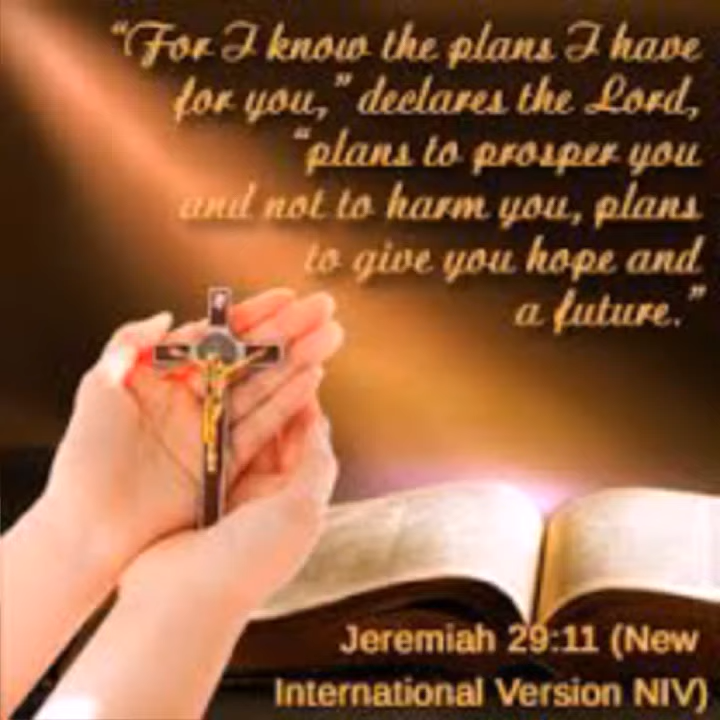 “For I know the plans I have
for you,” declares the Lord,
“plans to prosper you
and not to harm you, plans
to give you hope and
a future.”
Jeremiah 29:11 (New
International Version NIV)